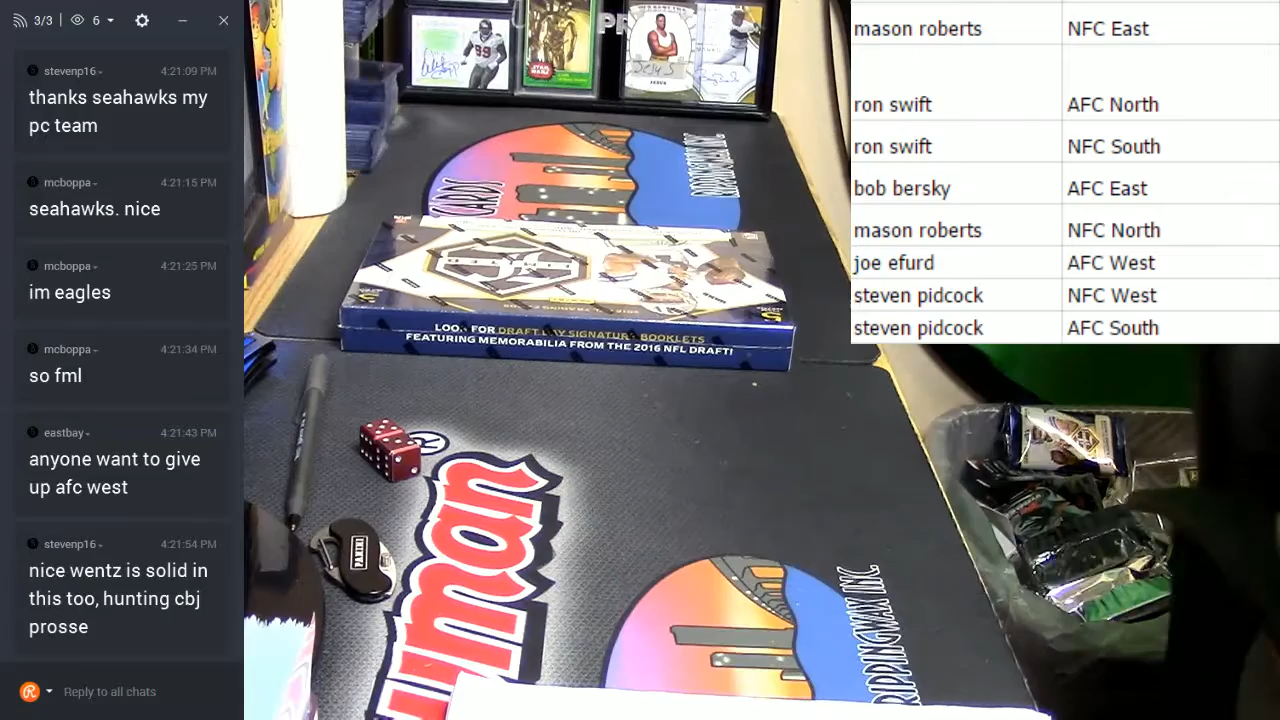 3/3 6
stevenp16 4:21:09 PM
thanks seahawks my
pc team
mcboppa 4:21:15 PM
seahawks. nice
mcboppa 4:21:25 PM
im eagles
mcboppa 4:21:34 PM
so fml
eastbay 4:21:43 PM
anyone want to give
up afc west
stevenp16 4:21:54 PM
nice wentz is solid in
this too, hunting cbj
prosse
Reply to all chats
mason roberts NFC East
ron swift AFC North
ron swift NFC South
bob bersky AFC East
mason roberts NFC North
joe efurd AFC West
steven pidcock NFC West
steven pidcock AFC South
STAR WARS
RIPPINGWAX INC.
LOOK FOR DRAFT DAY SIGNATURE BOOKLETS
FEATURING MEMORABILIA FROM THE 2016 NFL DRAFT!
PANINI
RIPPINGWAX INC.